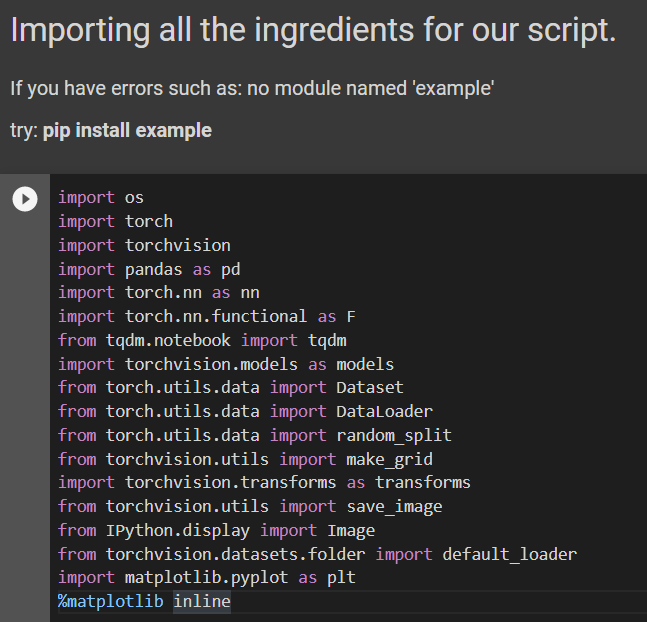 Importing all the ingredients for our script.
If you have errors such as: no module named 'example'
try: pip install example
import os
import torch
import torchvision
import pandas as pd
import torch.nn as nn
import torch.nn.functional as F
from tqdm.notebook import tqdm
import torchvision.models as models
from torch.utils.data import Dataset
from torch.utils.data import DataLoader
from torch.utils.data import random_split
from torchvision.utils import make_grid
import torchvision.transforms as transforms
from torchvision.utils import save_image
from IPython.display import Image
from torchvision.datasets.folder import default_loader
import matplotlib.pyplot as plt
%matplotlib inline